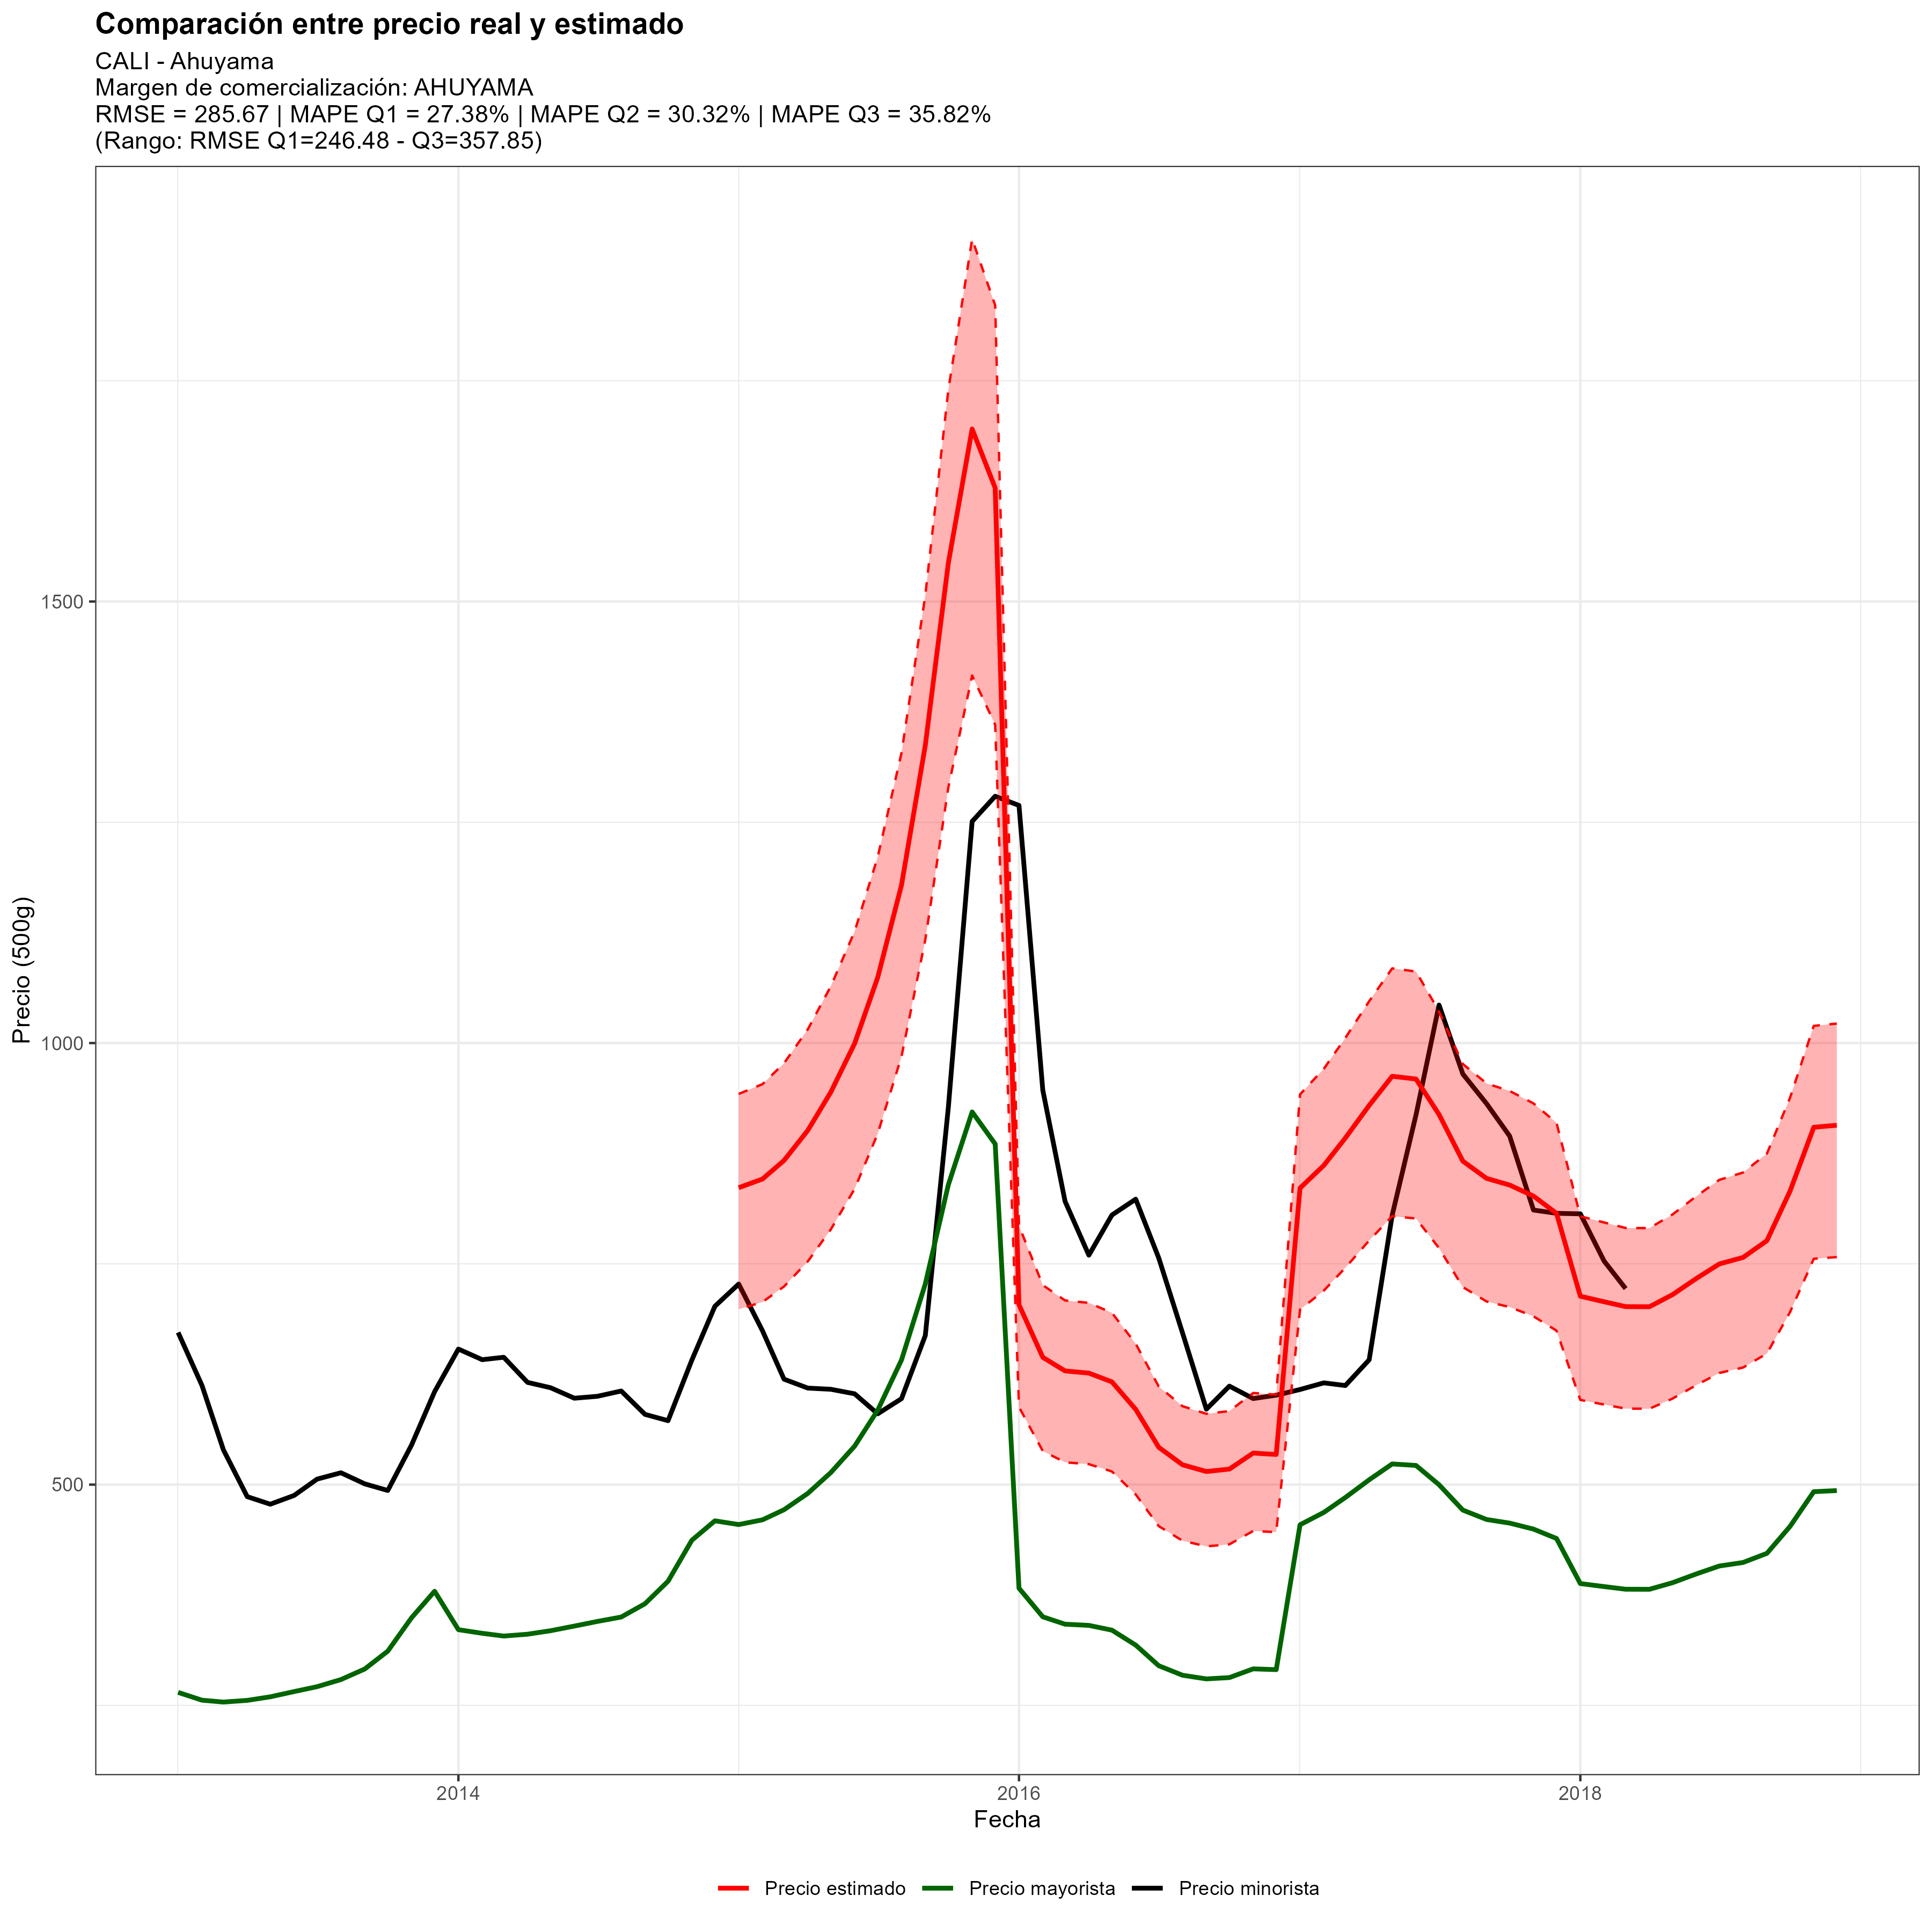 Comparación entre precio real y estimado
CALI - Ahuyama
Margen de comercialización: AHUYAMA
RMSE = 285.67 | MAPE Q1 = 27.38% | MAPE Q2 = 30.32% | MAPE Q3 = 35.82%
(Rango: RMSE Q1=246.48 - Q3=357.85)
Precio (500g)
1500
1000
500
2014
2016
2018
Fecha
Precio estimado
Precio mayorista
Precio minorista